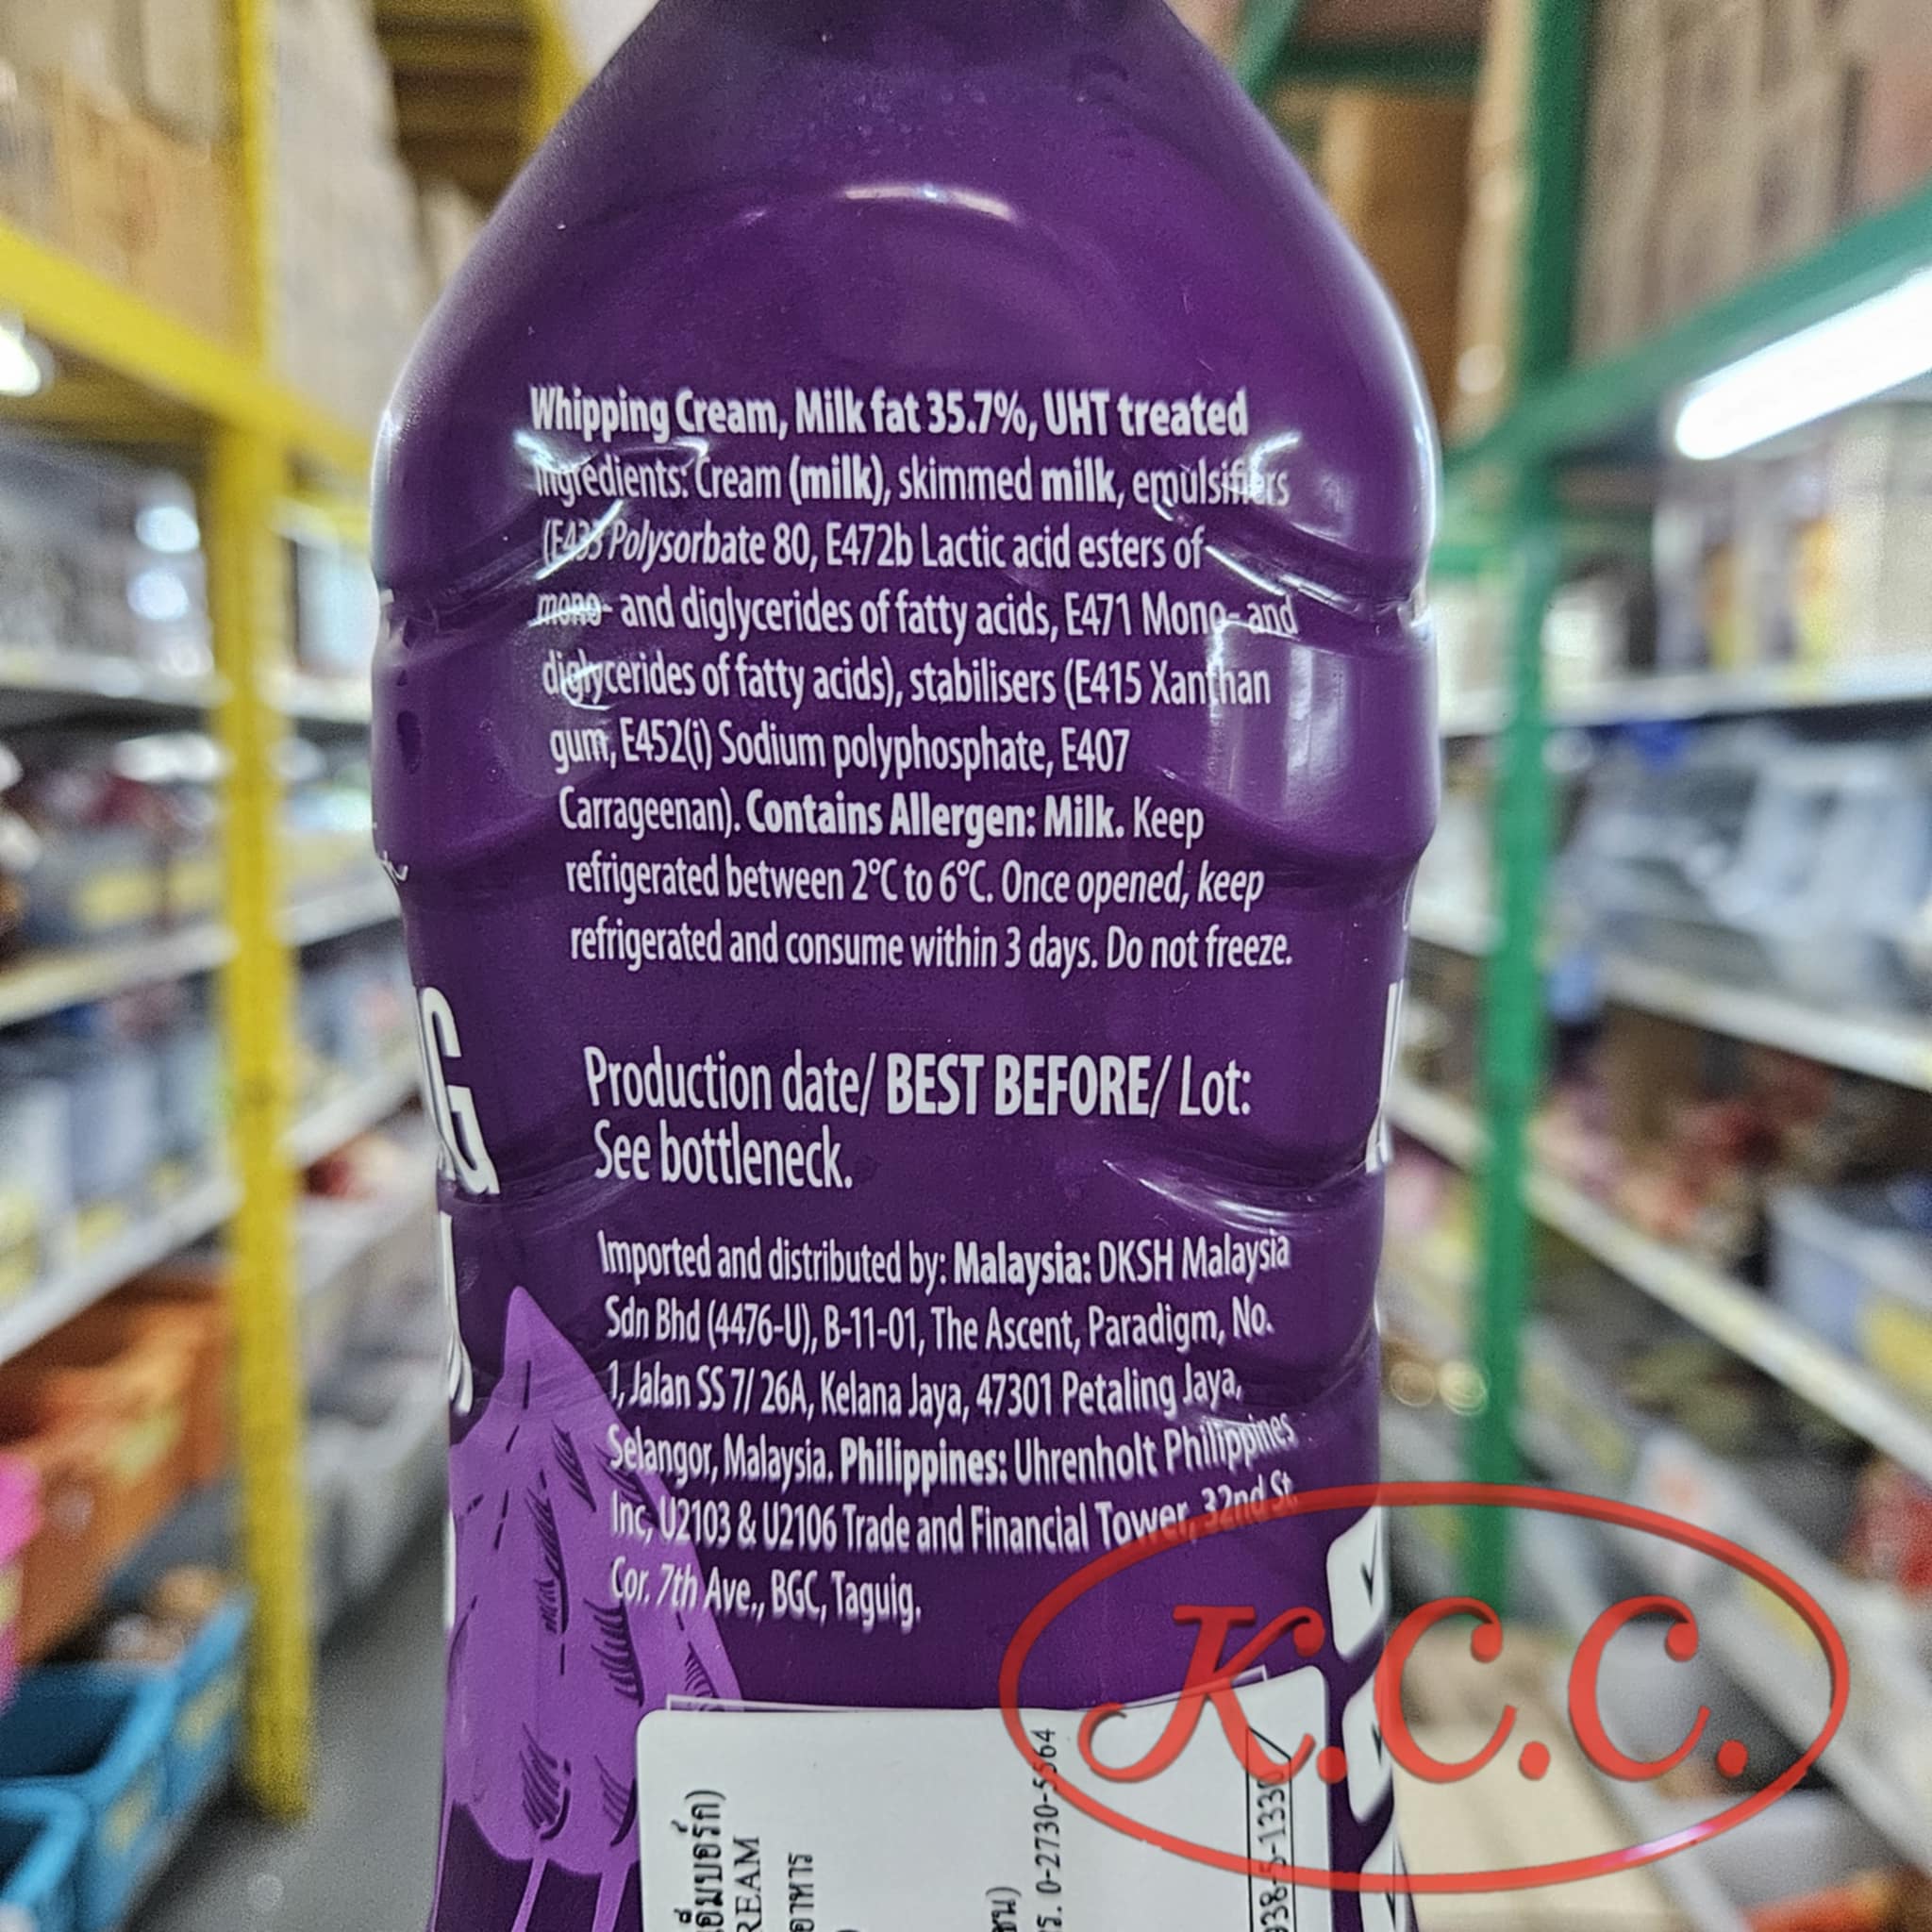 Whipping Cream, Milk fat 35.7%, UHT treated
Ingredients: Cream (milk), skimmed milk, emulsifiers
(E433 Polysorbate 80, E472b Lactic acid esters of
mono- and diglycerides of fatty acids, E471 Mono- and
diglycerides of fatty acids), stabilisers (E415 Xanthan
gum, E452(i) Sodium polyphosphate, E407
Carrageenan). Contains Allergen: Milk. Keep
refrigerated between 2°C to 6°C. Once opened, keep
refrigerated and consume within 3 days. Do not freeze.
Production date/ BEST BEFORE/ Lot:
See bottleneck.
Imported and distributed by: Malaysia: DKSH Malaysia
Sdn Bhd (4476-U), B-11-01, The Ascent, Paradigm, No.
1, Jalan SS 7/ 26A, Kelana Jaya, 47301 Petaling Jaya,
Selangor, Malaysia. Philippines: Uhrenholt Philippines
Inc, U2103 & U2106 Trade and Financial Tower, 32nd St.
Cor. 7th Ave., BGC, Taguig.
K.C.C.
0-2730-5564